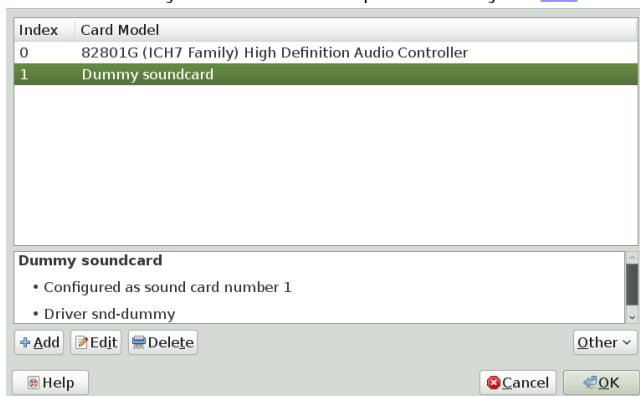 Index Card Model
0 82801G (ICH7 Family) High Definition Audio Controller
1 Dummy soundcard
Dummy soundcard
• Configured as sound card number 1
• Driver snd-dummy
Add Edit Delete Other
Help Cancel OK